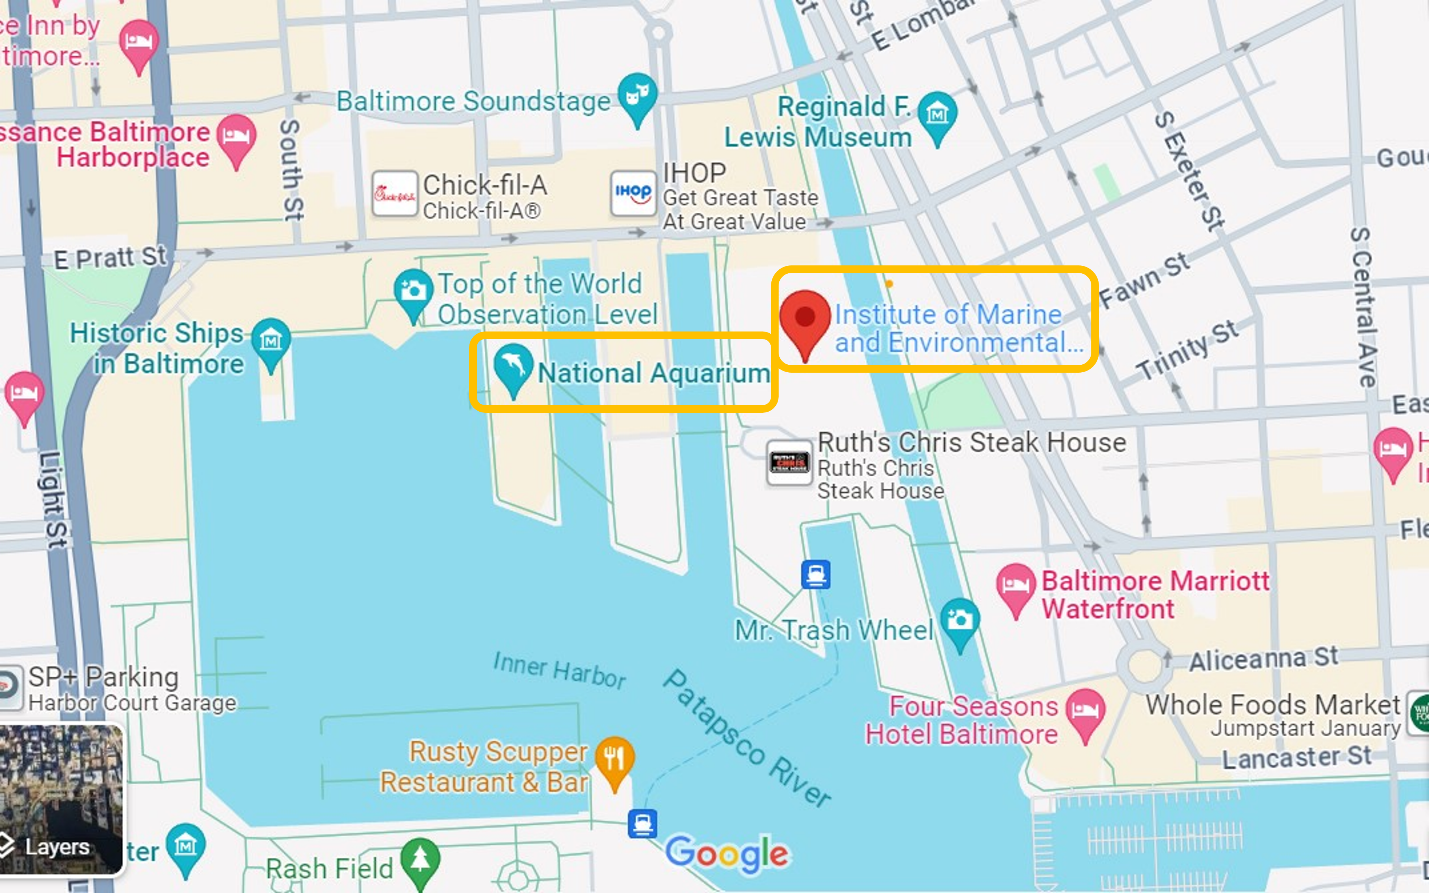 ce Inn by
timore...
St
St
E Lombar
Baltimore Soundstage
Reginald F.
Lewis Museum
ssance Baltimore
Harborplace
South St
S Exeter St
Gou
Chick-fil-A
Chick-fil-A®
IHOP
IHOP
Get Great Taste
At Great Value
E Pratt St
S Central Ave
Fawn St
Top of the World
Observation Level
Institute of Marine
and Environmental...
Historic Ships
in Baltimore
Trinity St
National Aquarium
Eas
Light St
Ruth's Chris Steak House
Ruth's Chris
Steak House
H
In
Fle
Baltimore Marriott
Waterfront
Mr. Trash Wheel
Inner Harbor
Patapsco River
Aliceanna St
SP+ Parking
Harbor Court Garage
Four Seasons
Hotel Baltimore
Whole Foods Market
Jumpstart January
Lancaster St
Rusty Scupper
Restaurant & Bar
Layers
ter
Rash Field
Google